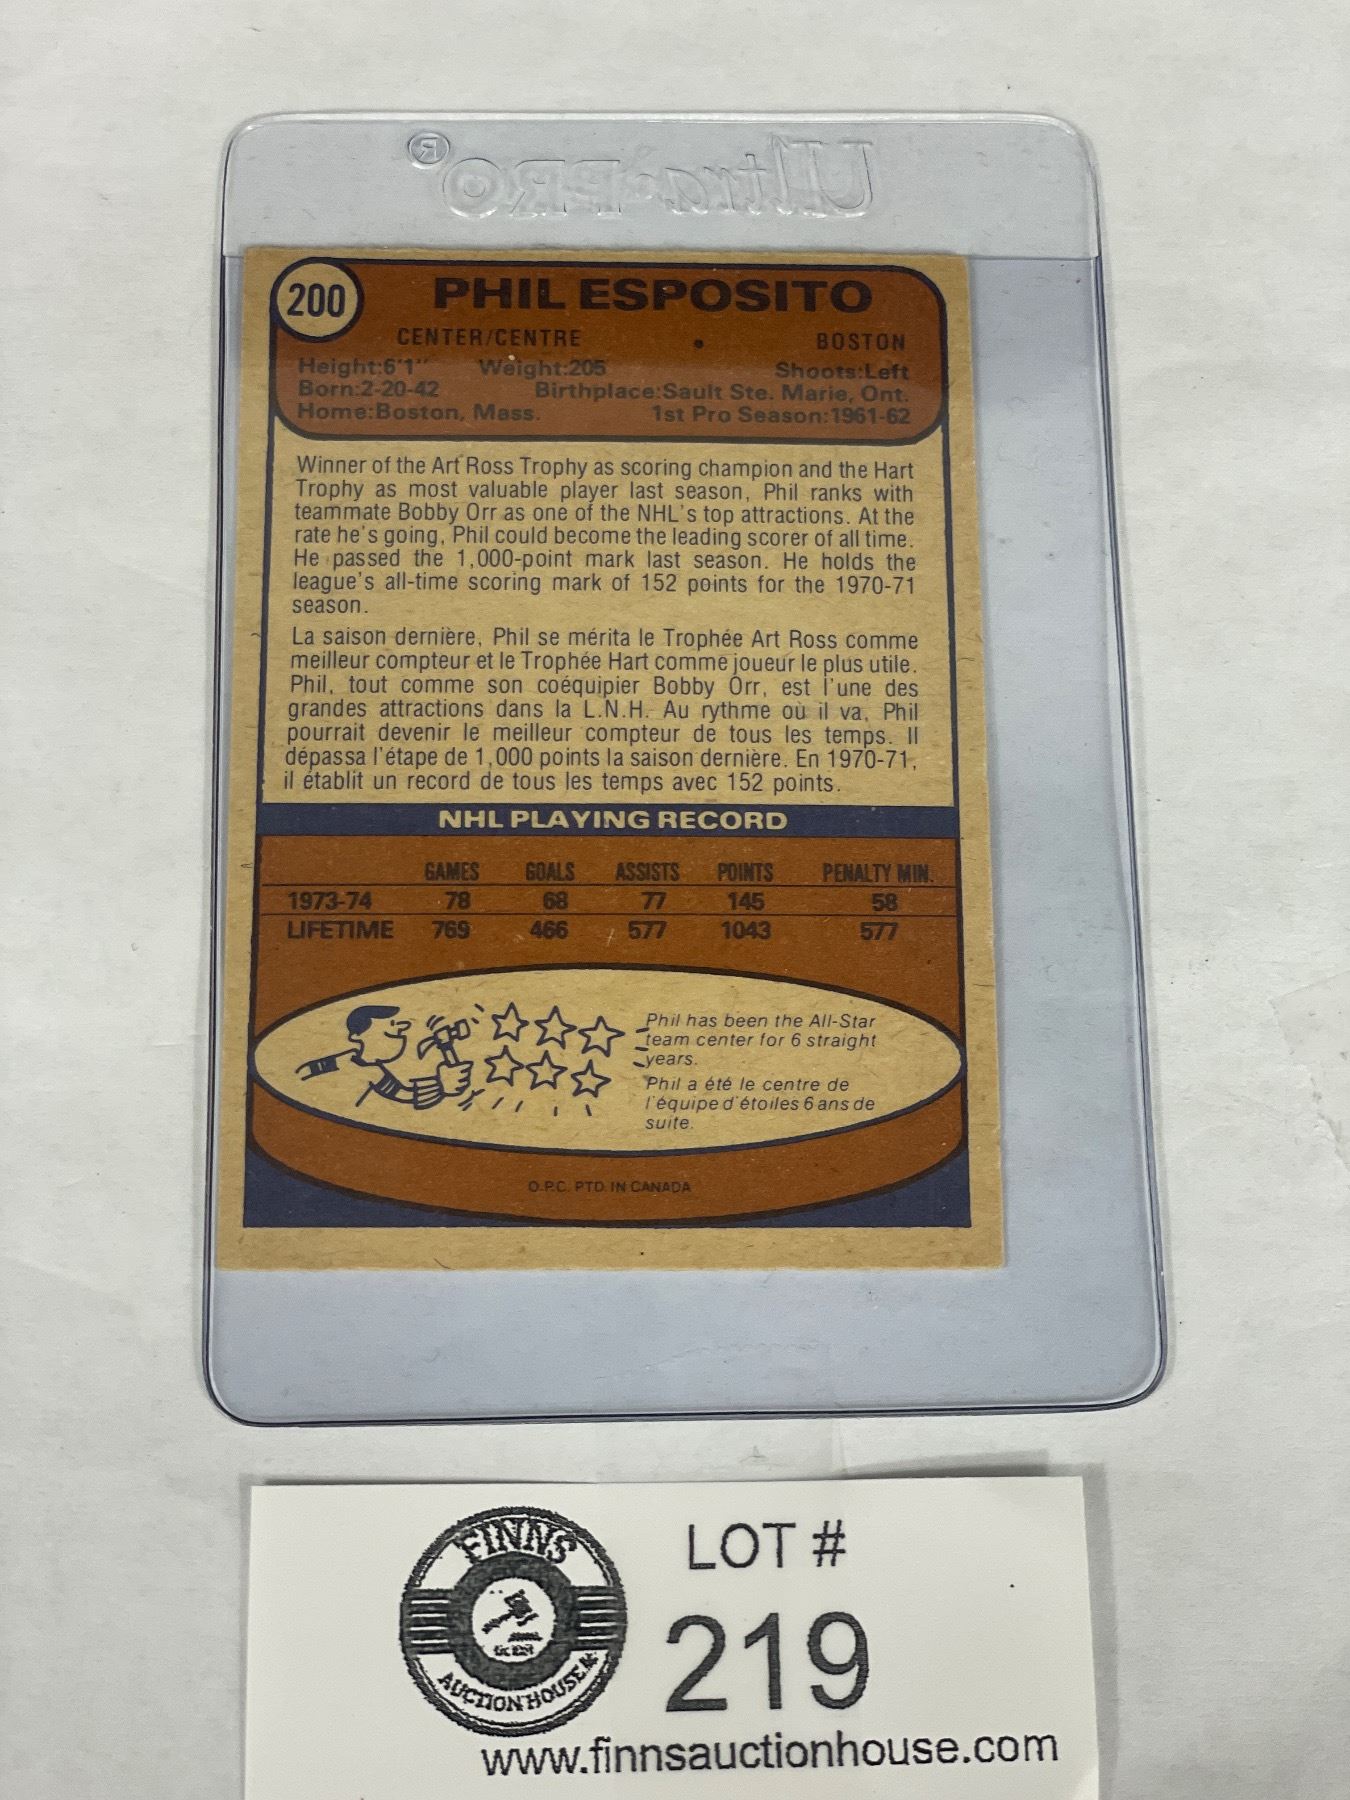 Ultra•PRO®
200
PHIL ESPOSITO
CENTER/CENTRE • BOSTON
Height:6'1" Weight:205 Shoots:Left
Born:2-20-42 Birthplace:Sault Ste. Marie, Ont.
Home:Boston, Mass. 1st Pro Season:1961-62
Winner of the Art Ross Trophy as scoring champion and the Hart
Trophy as most valuable player last season, Phil ranks with
teammate Bobby Orr as one of the NHL's top attractions. At the
rate he's going, Phil could become the leading scorer of all time.
He passed the 1,000-point mark last season. He holds the
league's all-time scoring mark of 152 points for the 1970-71
season.
La saison dernière, Phil se mérita le Trophée Art Ross comme
meilleur compteur et le Trophée Hart comme joueur le plus utile.
Phil, tout comme son coéquipier Bobby Orr, est l'une des
grandes attractions dans la L.N.H. Au rythme où il va, Phil
pourrait devenir le meilleur compteur de tous les temps. Il
dépassa l'étape de 1,000 points la saison dernière. En 1970-71,
il établit un record de tous les temps avec 152 points.
NHL PLAYING RECORD
GAMES GOALS ASSISTS POINTS PENALTY MIN.
1973-74 78 68 77 145 58
LIFETIME 769 466 577 1043 577
Phil has been the All-Star
team center for 6 straight
years.
Phil a été le centre de
l'équipe d'étoiles 6 ans de
suite.
O.P.C. PTD. IN CANADA
FINNS
AUCTION HOUSE
LOT #
219
www.finnsauctionhouse.com